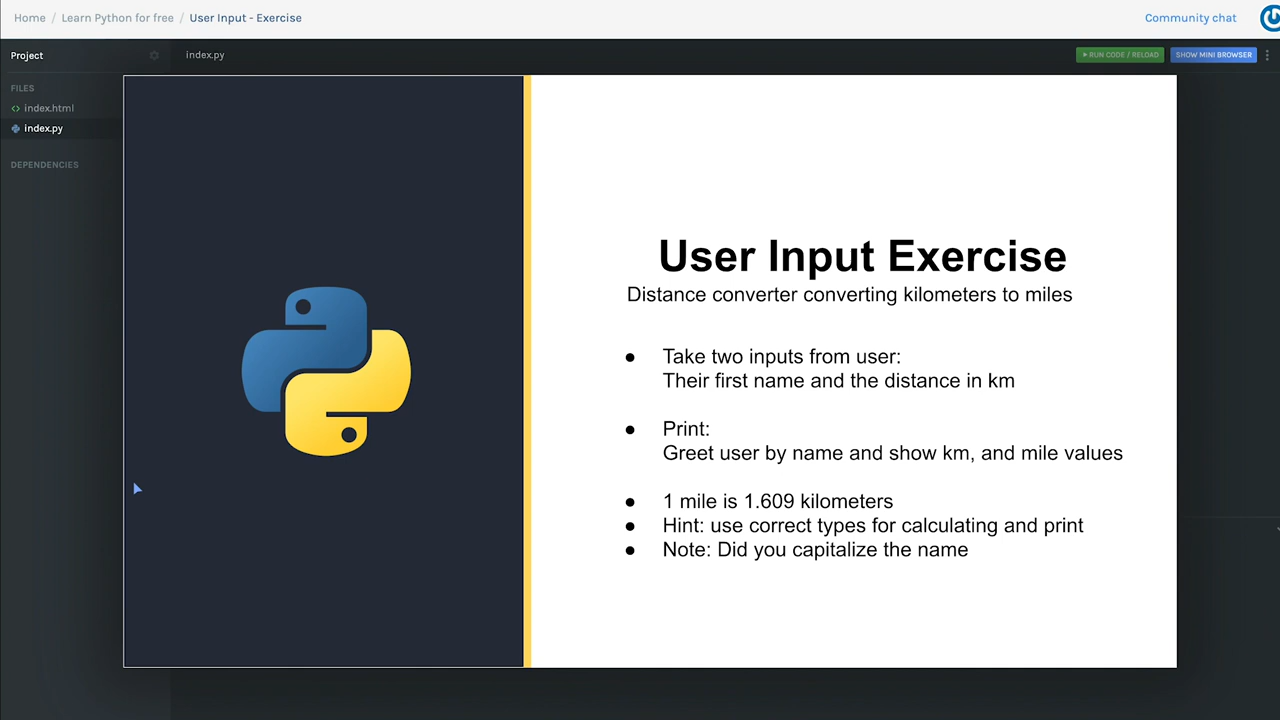 Home / Learn Python for free / User Input - Exercise
Community chat
Project
index.py
RUN CODE / RELOAD
SHOW MINI BROWSER
FILES
index.html
index.py
DEPENDENCIES
User Input Exercise
Distance converter converting kilometers to miles
● Take two inputs from user:
Their first name and the distance in km
● Print:
Greet user by name and show km, and mile values
● 1 mile is 1.609 kilometers
● Hint: use correct types for calculating and print
● Note: Did you capitalize the name